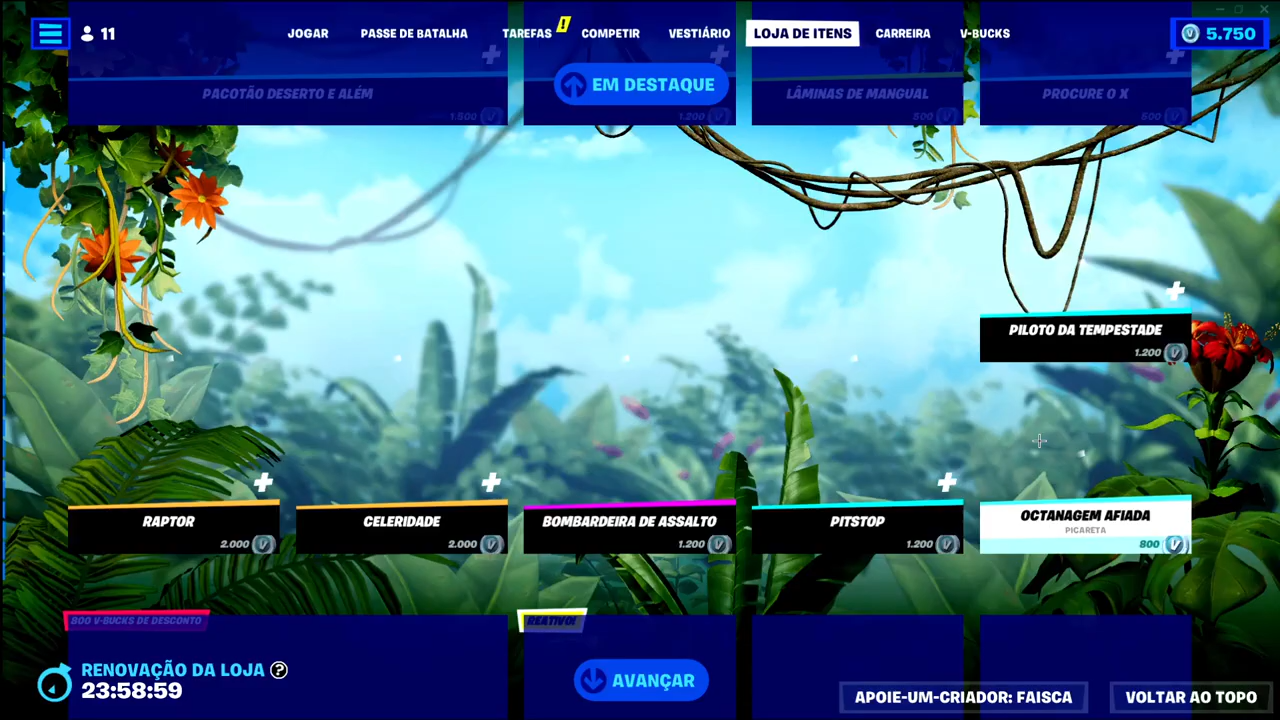 11
JOGAR
PASSE DE BATALHA
TAREFAS
!
COMPETIR
VESTIÁRIO
LOJA DE ITENS
CARREIRA
V-BUCKS
5.750
PACOTÃO DESERTO E ALÉM
1.500
EM DESTAQUE
1.200
LÂMINAS DE MANGUAL
500
PROCURE O X
500
PILOTO DA TEMPESTADE
1.200
RAPTOR
2.000
CELERIDADE
2.000
BOMBARDEIRA DE ASSALTO
1.200
PITSTOP
1.200
OCTANAGEM AFIADA
PICARETA
800
800 V-BUCKS DE DESCONTO
REATIVO!
RENOVAÇÃO DA LOJA ?
23:58:59
AVANÇAR
APOIE-UM-CRIADOR: FAISCA
VOLTAR AO TOPO